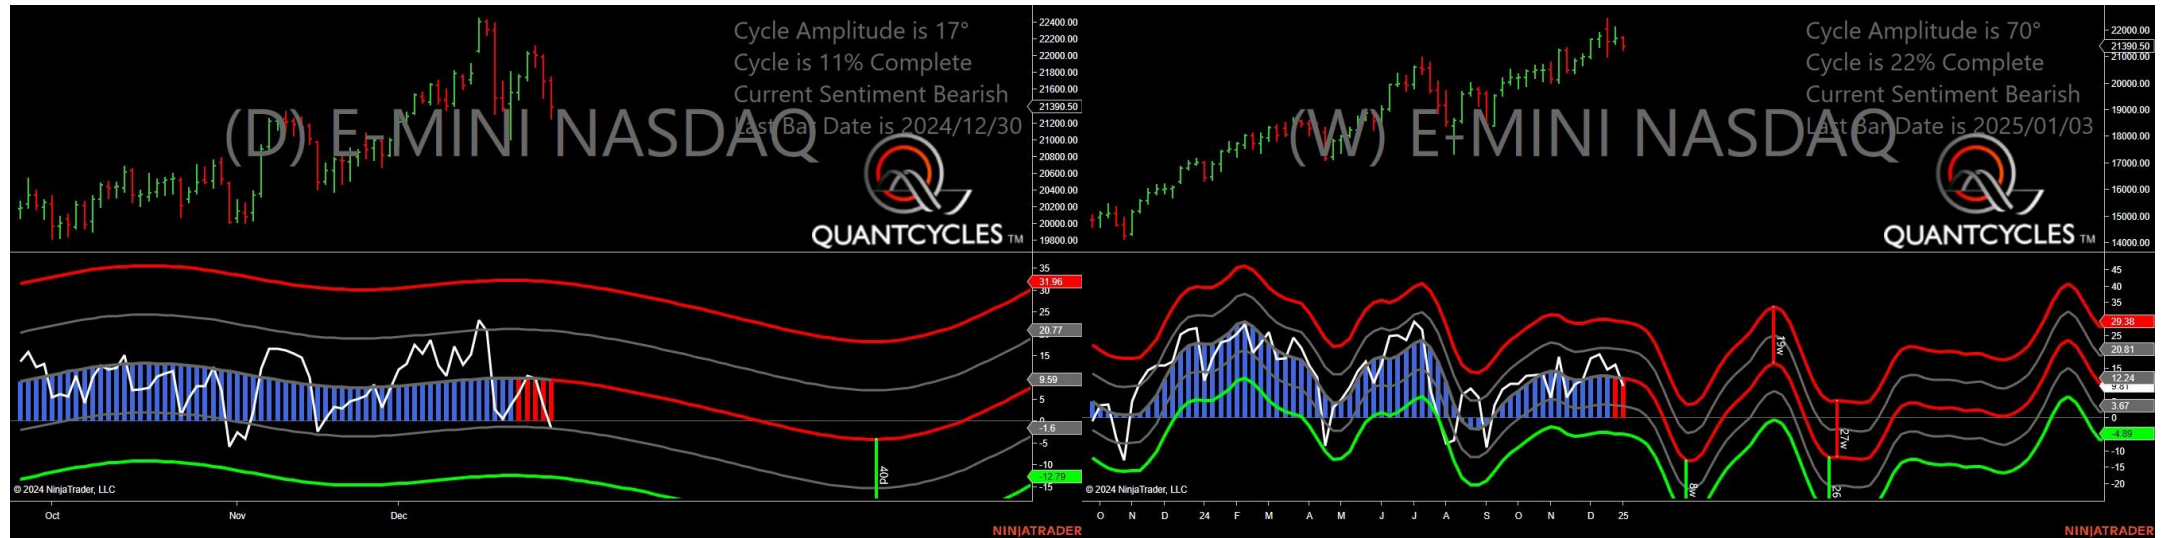 Cycle Amplitude is 17°
Cycle is 11% Complete
Current Sentiment Bearish
Last Bar Date is 2024/12/30
(D) E-MINI NASDAQ
QUANTCYCLES TM
22400.00
22200.00
22000.00
21800.00
21600.00
21390.50
21200.00
21000.00
20800.00
20600.00
20400.00
20200.00
20000.00
19800.00
35
31.96
30
25
20.77
15
9.59
5
-1.6
-5
-10
-12.79
-15
40d
© 2024 NinjaTrader, LLC
Oct Nov Dec
NINJATRADER
Cycle Amplitude is 70°
Cycle is 22% Complete
Current Sentiment Bearish
Last Bar Date is 2025/01/03
(W) E-MINI NASDAQ
QUANTCYCLES TM
22000.00
21390.50
21000.00
20000.00
19000.00
18000.00
17000.00
16000.00
15000.00
14000.00
45
40
35
29.38
25
20.81
15
12.24
9.81
3.67
0
-4.89
-10
-15
-20
19w
27w
8w
26
© 2024 NinjaTrader, LLC
O N D 24 F M A M J J A S O N D 25
NINJATRADER